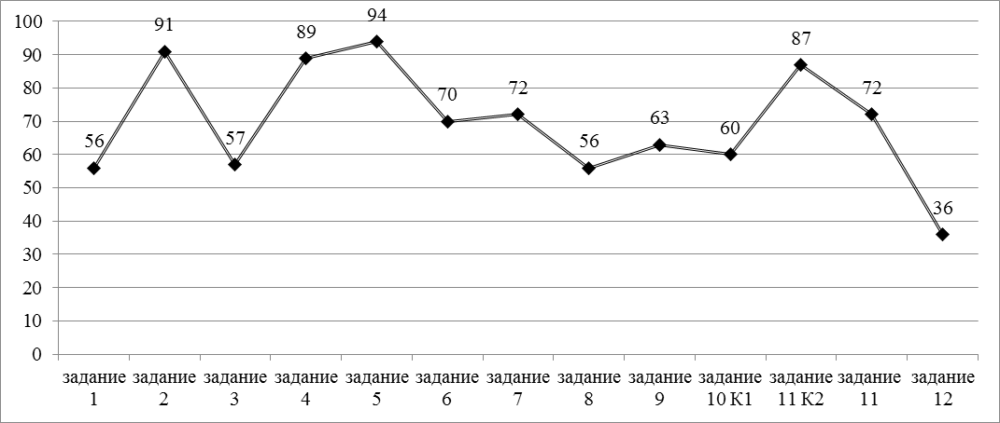 100
90
80
70
60
50
40
30
20
10
0
56
91
57
89
94
70
72
56
63
60
87
72
36
задание 1
задание 2
задание 3
задание 4
задание 5
задание 6
задание 7
задание 8
задание 9
задание 10 К1
задание 11 К2
задание 11
задание 12